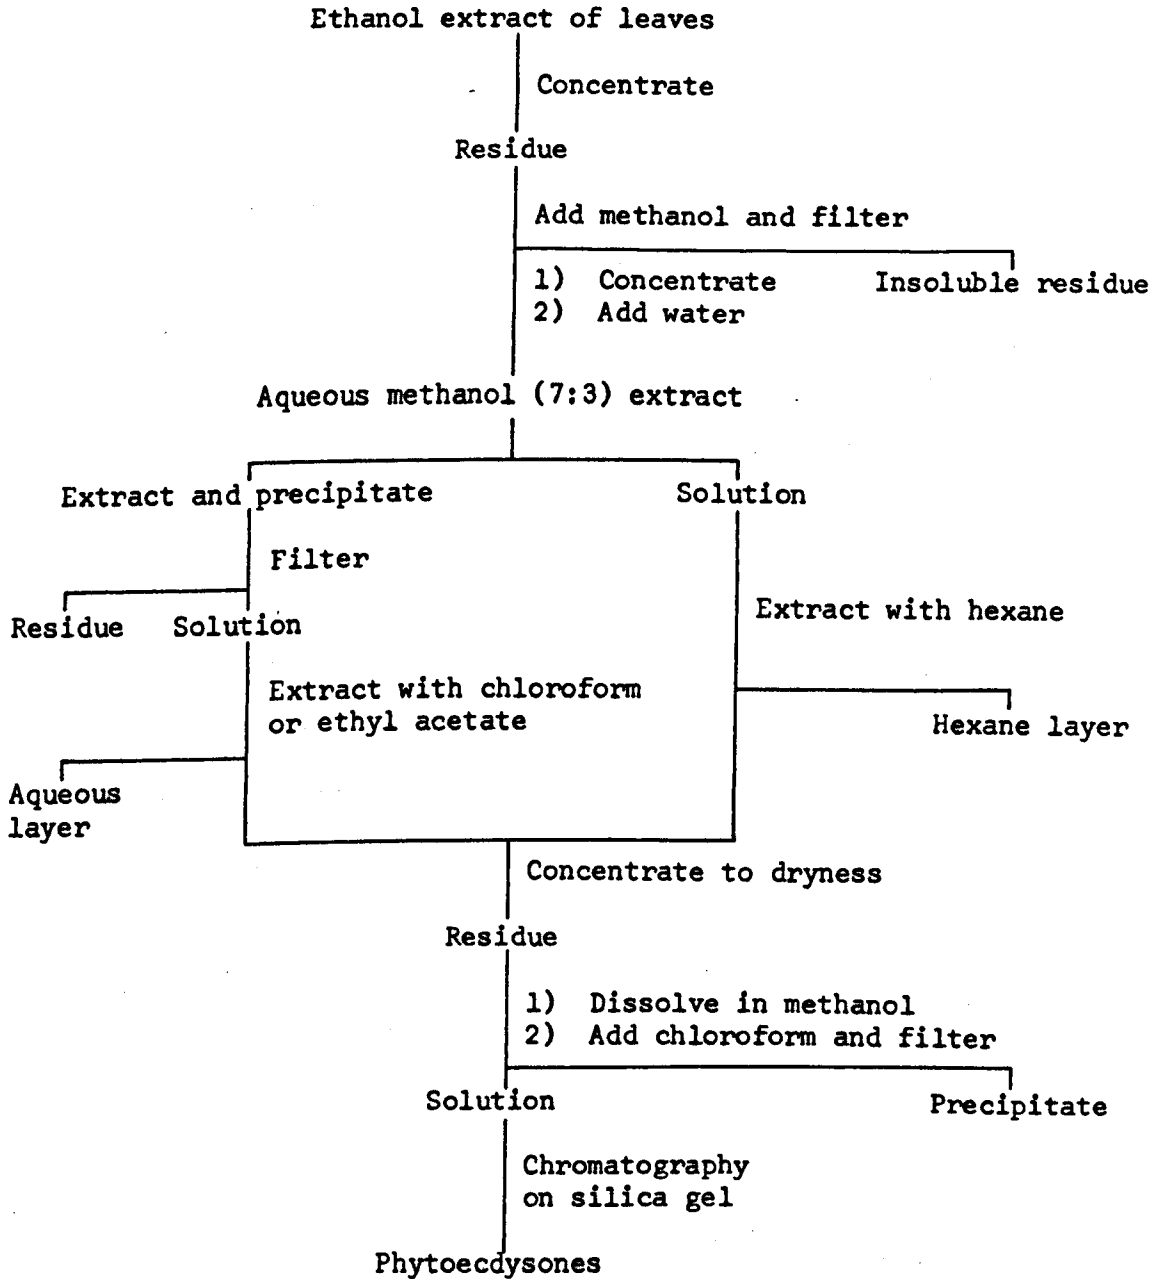 Ethanol extract of leaves
Concentrate
Residue
Add methanol and filter
1) Concentrate
2) Add water
Insoluble residue
Aqueous methanol (7:3) extract
Extract and precipitate
Solution
Filter
Residue
Solution
Extract with hexane
Extract with chloroform
or ethyl acetate
Hexane layer
Aqueous
layer
Concentrate to dryness
Residue
1) Dissolve in methanol
2) Add chloroform and filter
Solution
Precipitate
Chromatography
on silica gel
Phytoecdysones